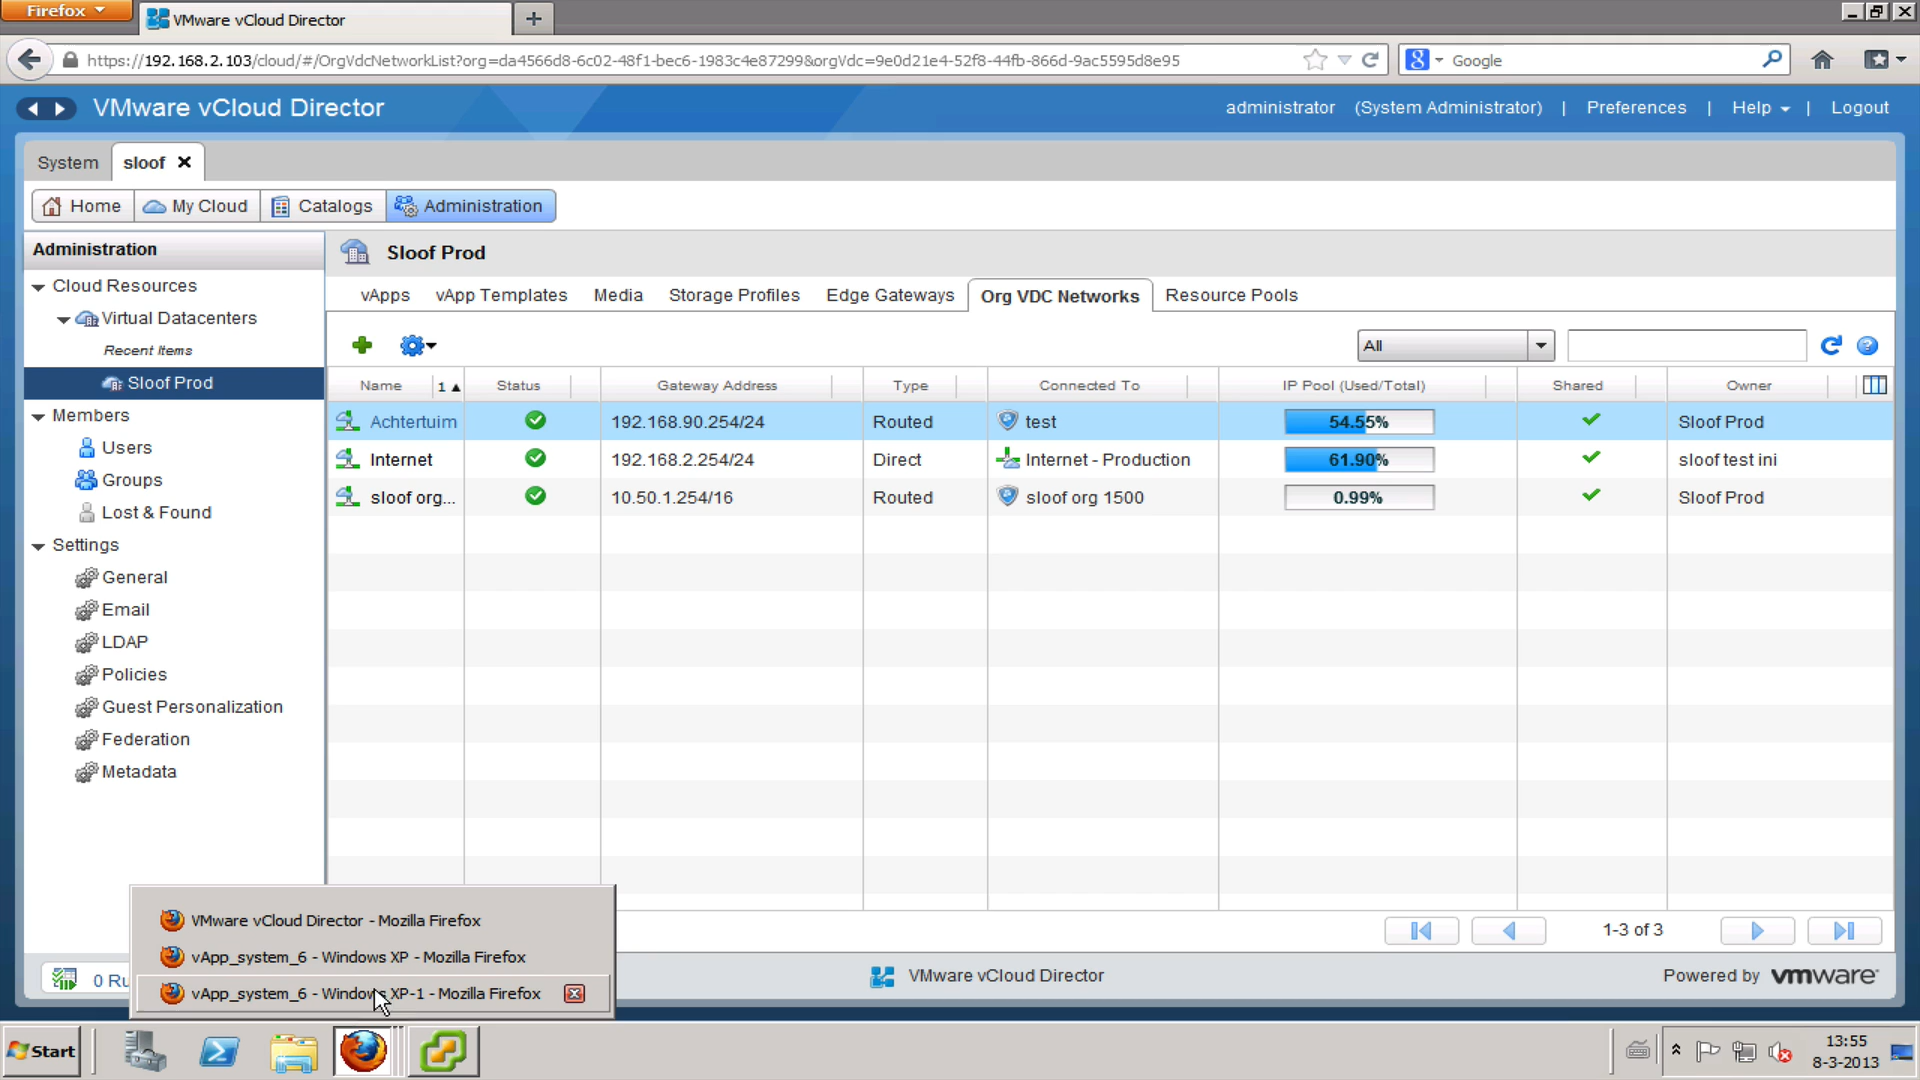 Firefox
VMware vCloud Director
https://192.168.2.103/cloud/#/OrgVdcNetworkList?org=da4566d8-6c02-48f1-bec6-1983c4e87299&orgVdc=9e0d21e4-52f8-44fb-866d-9ac5595d8e95
Google
VMware vCloud Director
administrator (System Administrator) | Preferences | Help | Logout
System
sloof
Home
My Cloud
Catalogs
Administration
Administration
Cloud Resources
Virtual Datacenters
Recent Items
Sloof Prod
Members
Users
Groups
Lost & Found
Settings
General
Email
LDAP
Policies
Guest Personalization
Federation
Metadata
Sloof Prod
vApps vApp Templates Media Storage Profiles Edge Gateways Org VDC Networks Resource Pools
All
Name 1 Status Gateway Address Type Connected To IP Pool (Used/Total) Shared Owner
Achtertuim 192.168.90.254/24 Routed test 54.55% Sloof Prod
Internet 192.168.2.254/24 Direct Internet - Production 61.90% sloof test ini
sloof org... 10.50.1.254/16 Routed sloof org 1500 0.99% Sloof Prod
1-3 of 3
VMware vCloud Director - Mozilla Firefox
vApp_system_6 - Windows XP - Mozilla Firefox
vApp_system_6 - Windows XP-1 - Mozilla Firefox
0 Ru
VMware vCloud Director
Powered by vmware
Start
13:55
8-3-2013